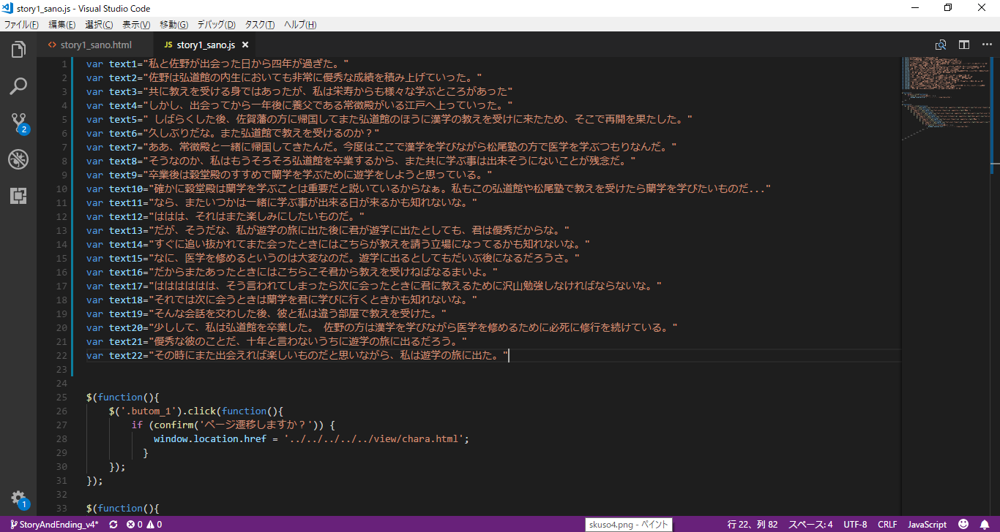 story1_sano.js - Visual Studio Code
ファイル(F) 編集(E) 選択(C) 表示(V) 移動(G) デバッグ(D) タスク(T) ヘルプ(H)
<> story1_sano.html JS story1_sano.js ×
1 var text1="私と佐野が出会った日から四年が過ぎた。"
2 var text2="佐野は弘道館の内生においても非常に優秀な成績を積み上げていった。"
3 var text3="共に教えを受ける身ではあったが、私は栄寿からも様々な学ぶところがあった"
4 var text4="しかし、出会ってから一年後に養父である常徴殿がいる江戸へ上っていった。"
5 var text5=" しばらくした後、佐賀藩の方に帰国してまた弘道館のほうに漢学の教えを受けに来たため、そこで再開を果たした。"
6 var text6="久しぶりだな。また弘道館で教えを受けるのか？"
7 var text7="ああ、常徴殿と一緒に帰国してきたんだ。今度はここで漢学を学びながら松尾塾の方で医学を学ぶつもりなんだ。"
8 var text8="そうなのか、私はもうそろそろ弘道館を卒業するから、また共に学ぶ事は出来そうにないことが残念だ。"
9 var text9="卒業後は穀堂殿のすすめで蘭学を学ぶために遊学をしようと思っている。"
10 var text10="確かに穀堂殿は蘭学を学ぶことは重要だと説いているからなぁ。私もこの弘道館や松尾塾で教えを受けたら蘭学を学びたいものだ..."
11 var text11="なら、またいつかは一緒に学ぶ事が出来る日が来るかも知れないな。"
12 var text12="ははは、それはまた楽しみにしたいものだ。"
13 var text13="だが、そうだな、私が遊学の旅に出た後に君が遊学に出たとしても、君は優秀だからな。"
14 var text14="すぐに追い抜かれてまた会ったときにはこちらが教えを請う立場になってるかも知れないな。"
15 var text15="なに、医学を修めるというのは大変なのだ。遊学に出るとしてもだいぶ後になるだろうさ。"
16 var text16="だからまたあったときにはこちらこそ君から教えを受けねばなるまいよ。"
17 var text17="はははははは、そう言われてしまったら次に会ったときに君に教えるために沢山勉強しなければならないな。"
18 var text18="それでは次に会うときは蘭学を君に学びに行くときかも知れないな。"
19 var text19="そんな会話を交わした後、彼と私は違う部屋で教えを受けた。"
20 var text20="少しして、私は弘道館を卒業した。 佐野の方は漢学を学びながら医学を修めるために必死に修行を続けている。"
21 var text21="優秀な彼のことだ、十年と言わないうちに遊学の旅に出るだろう。"
22 var text22="その時にまた出会えれば楽しいものだと思いながら、私は遊学の旅に出た。"
23
24
25 $(function(){
26 $('.butom_1').click(function(){
27 if (confirm('ページ遷移しますか？')) {
28 window.location.href = '../../../../../view/chara.html';
29 }
30 });
31 });
32
33 $(function(){
2
1
StoryAndEnding_v4* 0 0 skuso4.png - ペイント 行 22、列 82 スペース: 4 UTF-8 CRLF JavaScript